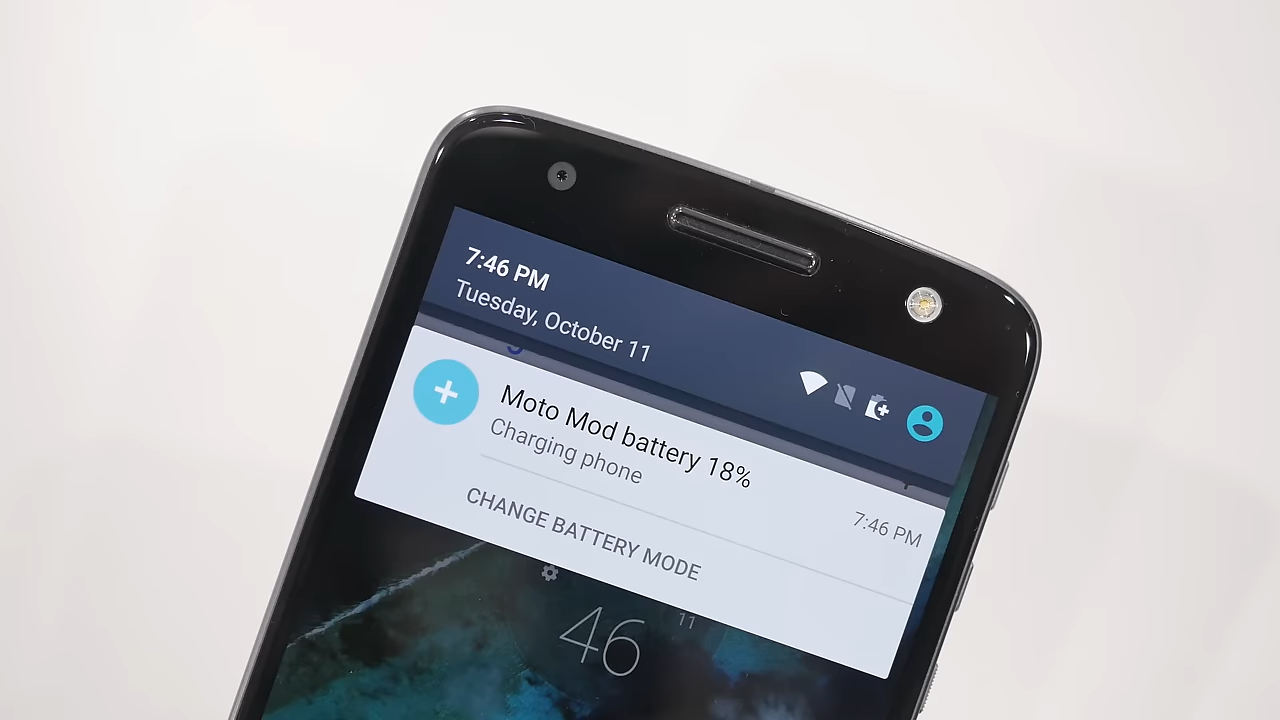 7:46 PM
Tuesday, October 11
Moto Mod battery 18%
Charging phone
7:46 PM
CHANGE BATTERY MODE
46
11